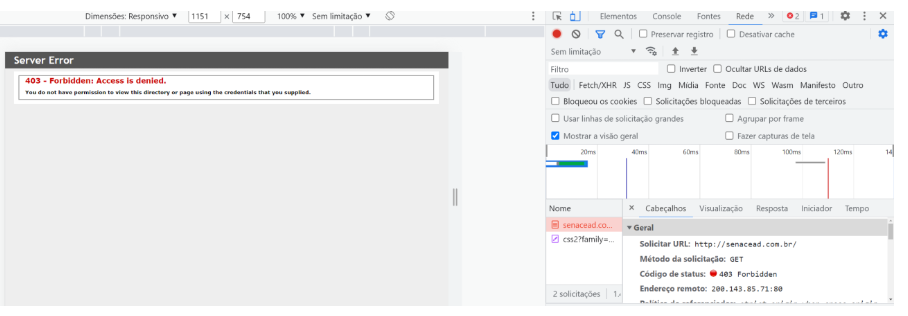 Dimensões: Responsivo ▼ 1151 × 754 100% ▼ Sem limitação ▼
Server Error
403 - Forbidden: Access is denied.
You do not have permission to view this directory or page using the credentials that you supplied.
Elementos Console Fontes Rede » 2 1
Preservar registro Desativar cache
Sem limitação ▼
Filtro Inverter Ocultar URLs de dados
Tudo Fetch/XHR JS CSS Img Mídia Fonte Doc WS Wasm Manifesto Outro
Bloqueou os cookies Solicitações bloqueadas Solicitações de terceiros
Usar linhas de solicitação grandes Agrupar por frame
Mostrar a visão geral Fazer capturas de tela
20ms 40ms 60ms 80ms 100ms 120ms 14
Nome × Cabeçalhos Visualização Resposta Iniciador Tempo
senacead.co...
css2?family=...
▼ Geral
Solicitar URL: http://senacead.com.br/
Método da solicitação: GET
Código de status: 403 Forbidden
Endereço remoto: 200.143.85.71:80
2 solicitações